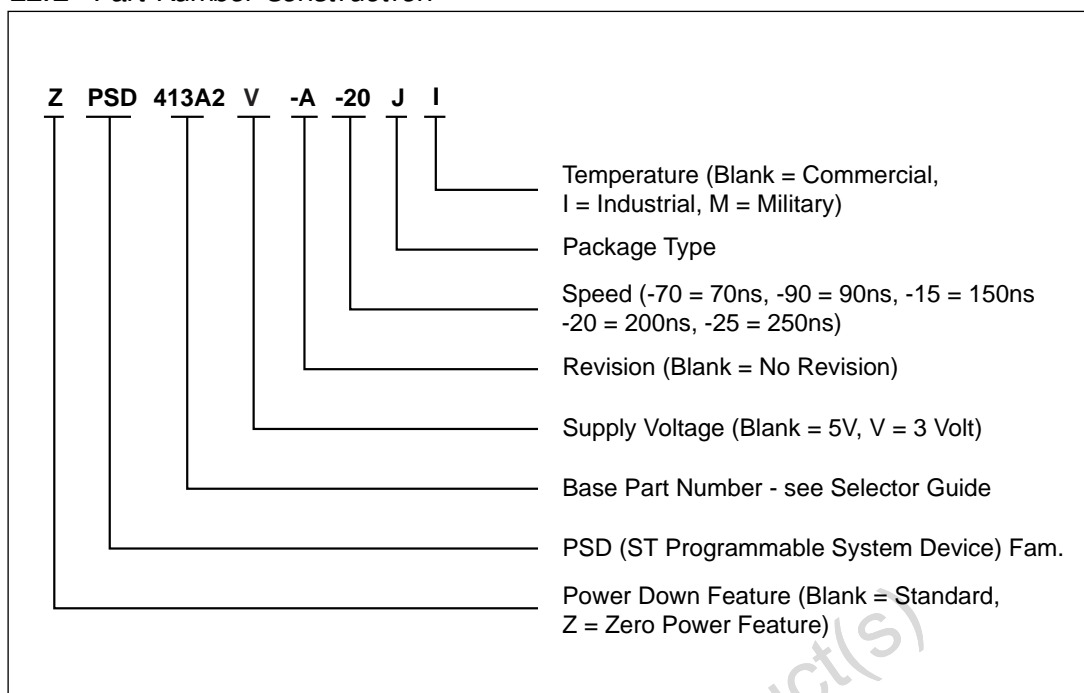 Z PSD 413A2 V -A -20 J I
Temperature (Blank = Commercial,
I = Industrial, M = Military)
Package Type
Speed (-70 = 70ns, -90 = 90ns, -15 = 150ns
-20 = 200ns, -25 = 250ns)
Revision (Blank = No Revision)
Supply Voltage (Blank = 5V, V = 3 Volt)
Base Part Number - see Selector Guide
PSD (ST Programmable System Device) Fam.
Power Down Feature (Blank = Standard,
Z = Zero Power Feature)